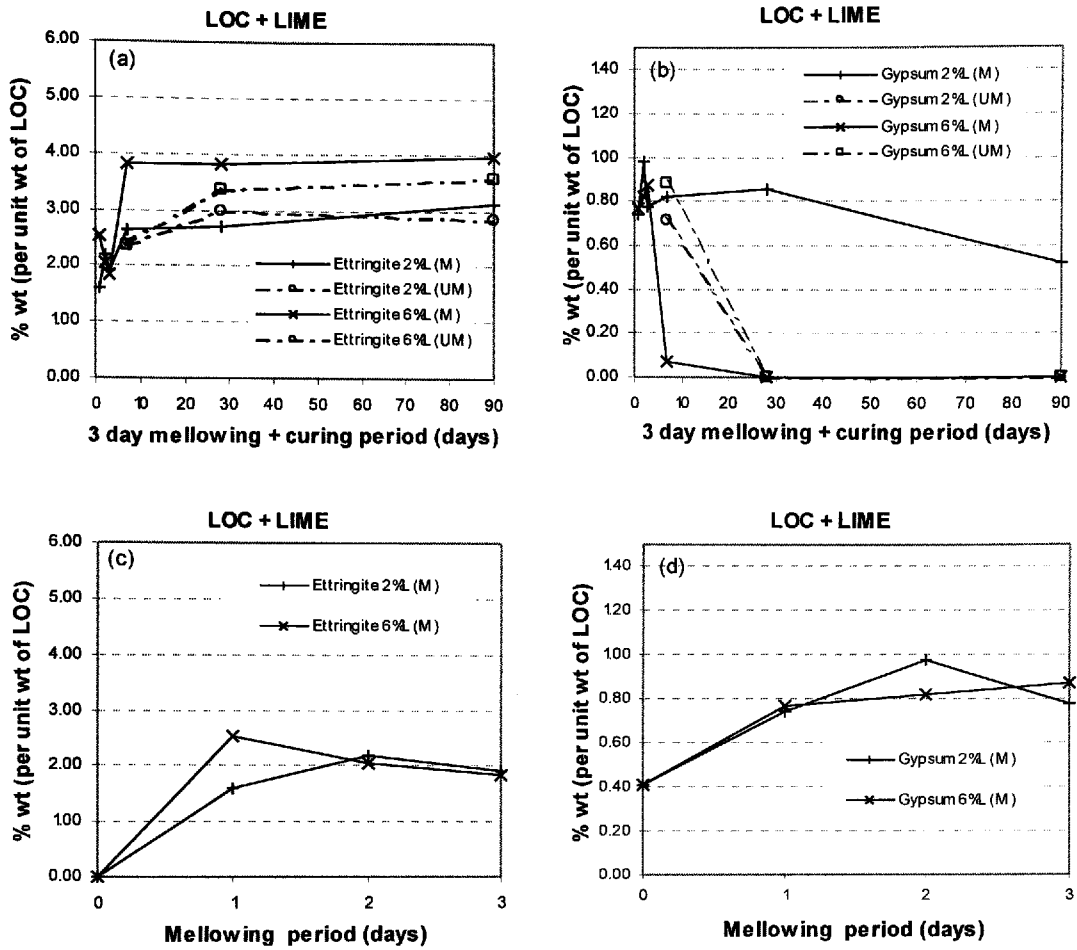 LOC + LIME
(a)
6.00
5.00
4.00
3.00
2.00
1.00
0.00
% wt (per unit wt of LOC)
Ettringite 2%L (M)
Ettringite 2%L (UM)
Ettringite 6%L (M)
Ettringite 6%L (UM)
0 10 20 30 40 50 60 70 80 90
3 day mellowing + curing period (days)
LOC + LIME
(b)
1.40
1.20
1.00
0.80
0.60
0.40
0.20
0.00
% wt (per unit wt of LOC)
Gypsum 2%L (M)
Gypsum 2%L (UM)
Gypsum 6%L (M)
Gypsum 6%L (UM)
0 10 20 30 40 50 60 70 80 90
3 day mellowing + curing period (days)
LOC + LIME
(c)
6.00
5.00
4.00
3.00
2.00
1.00
0.00
% wt (per unit wt of LOC)
Ettringite 2%L (M)
Ettringite 6%L (M)
0 1 2 3
Mellowing period (days)
LOC + LIME
(d)
1.40
1.20
1.00
0.80
0.60
0.40
0.20
0.00
% wt (per unit wt of LOC)
Gypsum 2%L (M)
Gypsum 6%L (M)
0 1 2 3
Mellowing period (days)